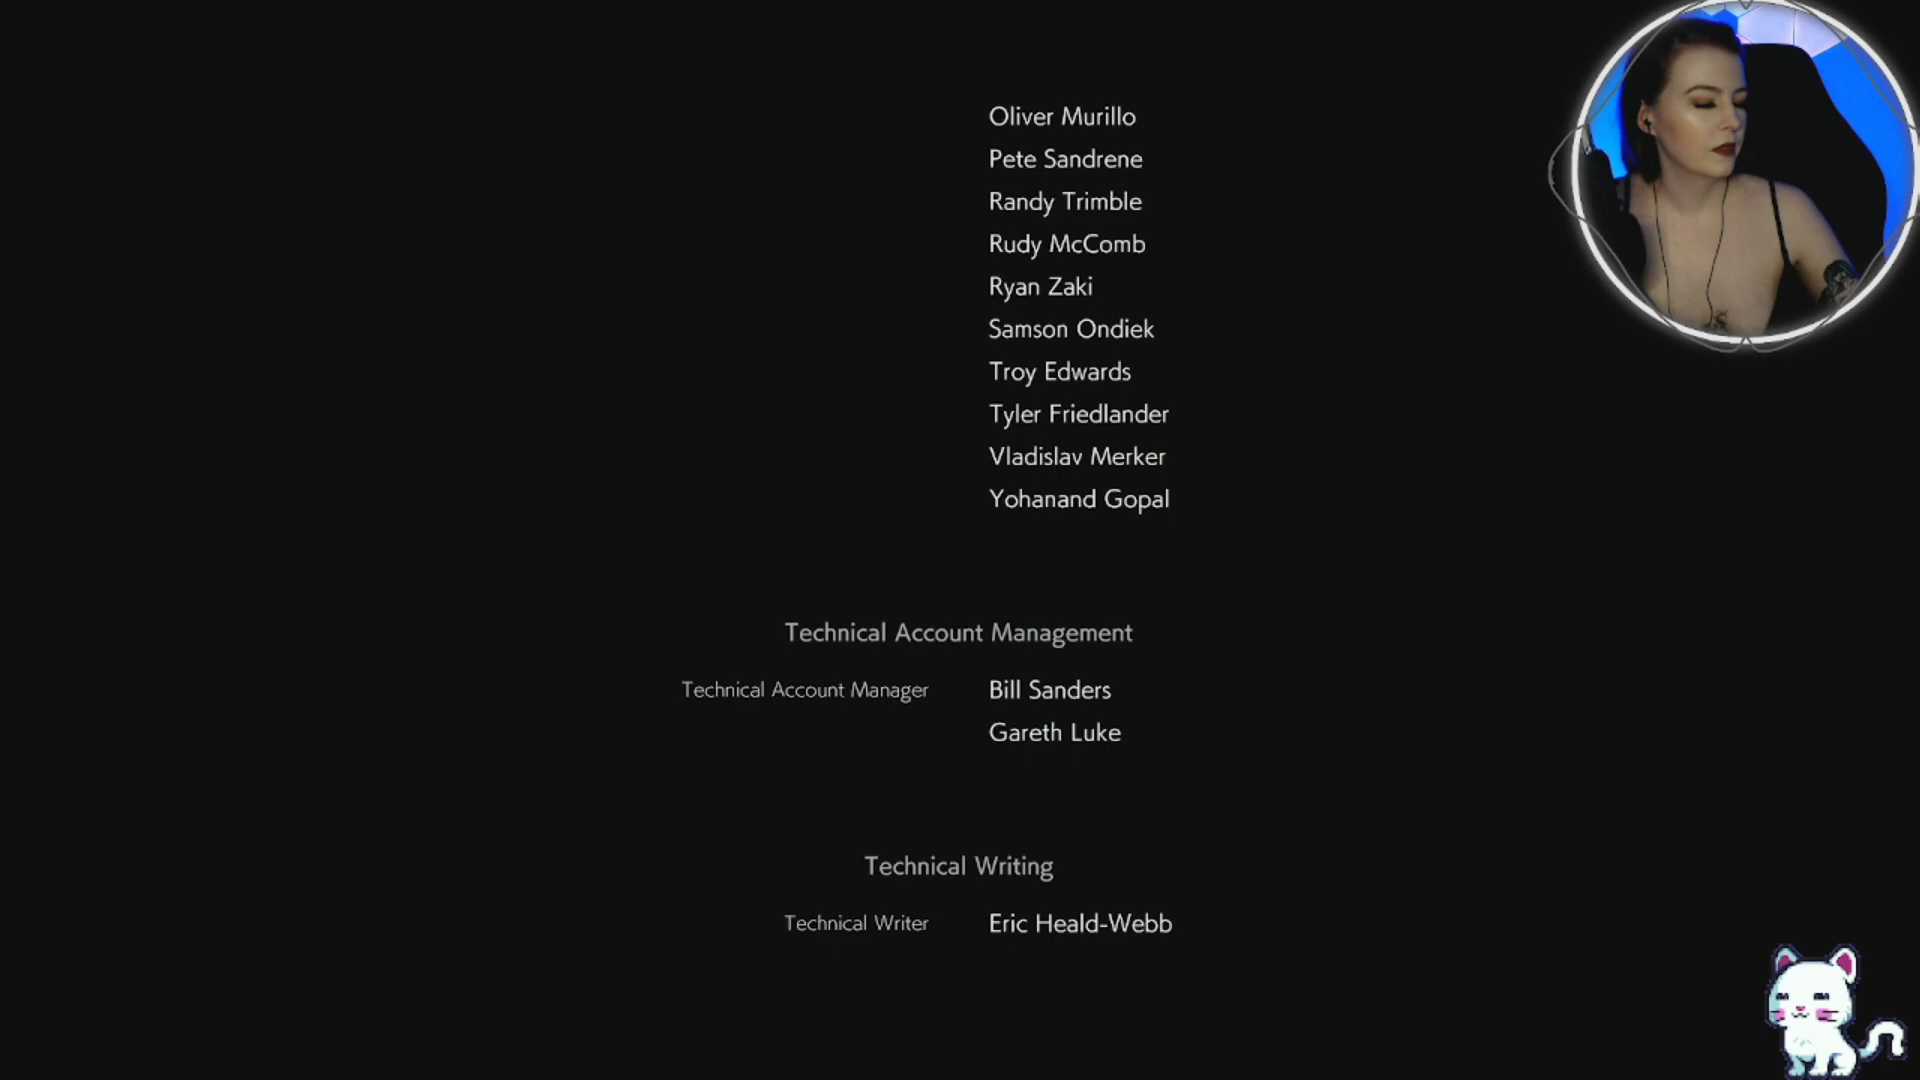 Oliver Murillo
Pete Sandrene
Randy Trimble
Rudy McComb
Ryan Zaki
Samson Ondiek
Troy Edwards
Tyler Friedlander
Vladislav Merker
Yohanand Gopal
Technical Account Management
Technical Account Manager Bill Sanders
Gareth Luke
Technical Writing
Technical Writer Eric Heald-Webb